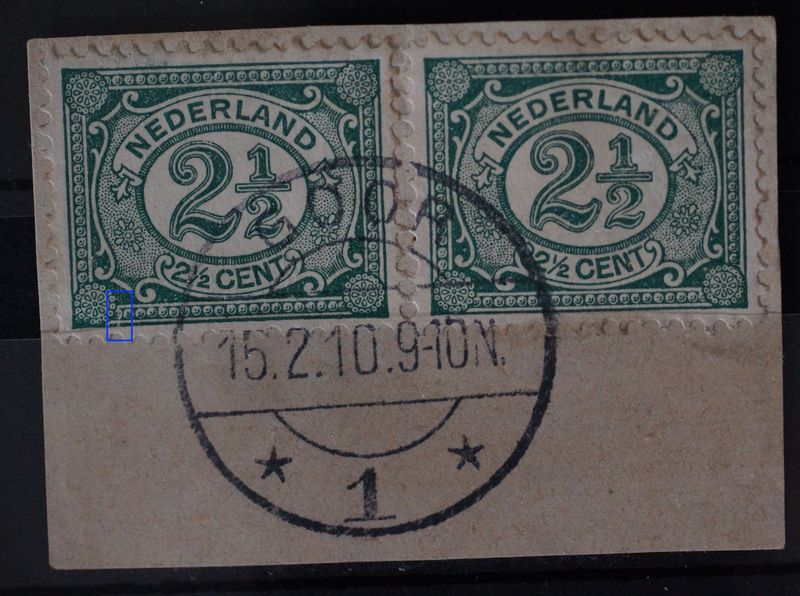 NEDERLAND
2½
2½ CENT
NEDERLAND
2½
2½ CENT
15.2.10.9-10N.
1